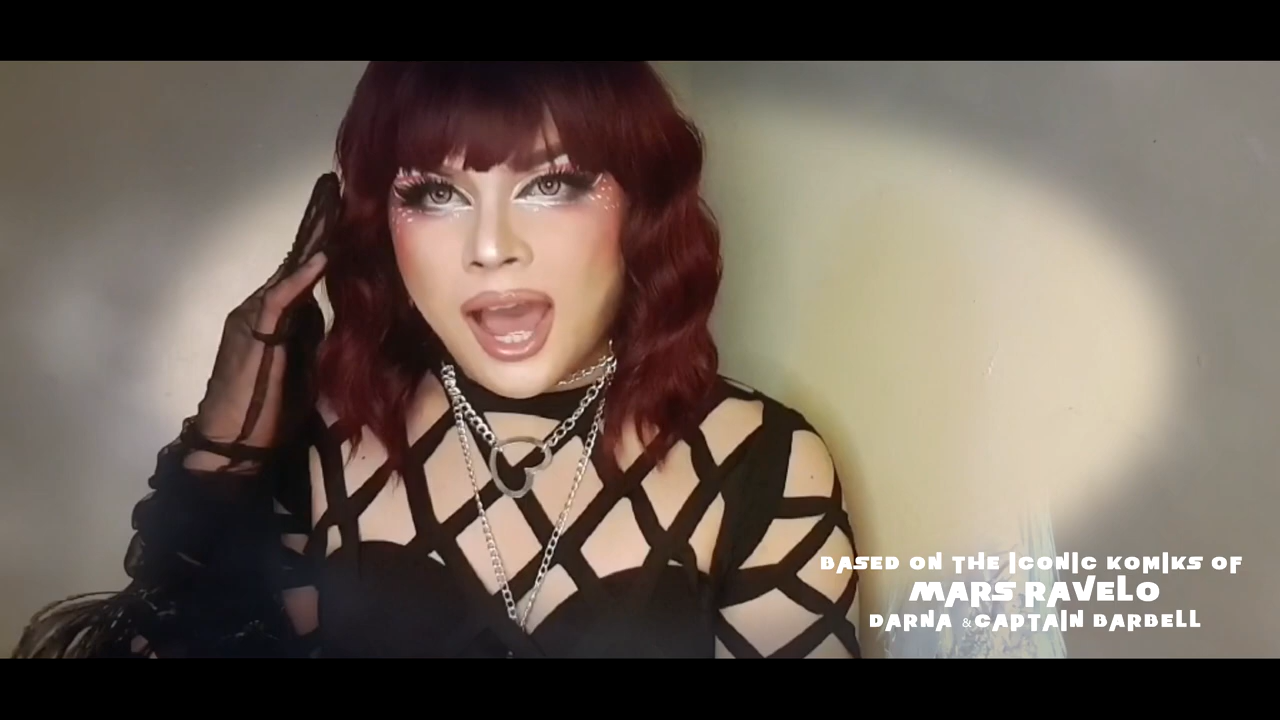 BASED ON THE ICONIC KOMIKS OF
MARS RAVELO
DARNA & CAPTAIN BARBELL